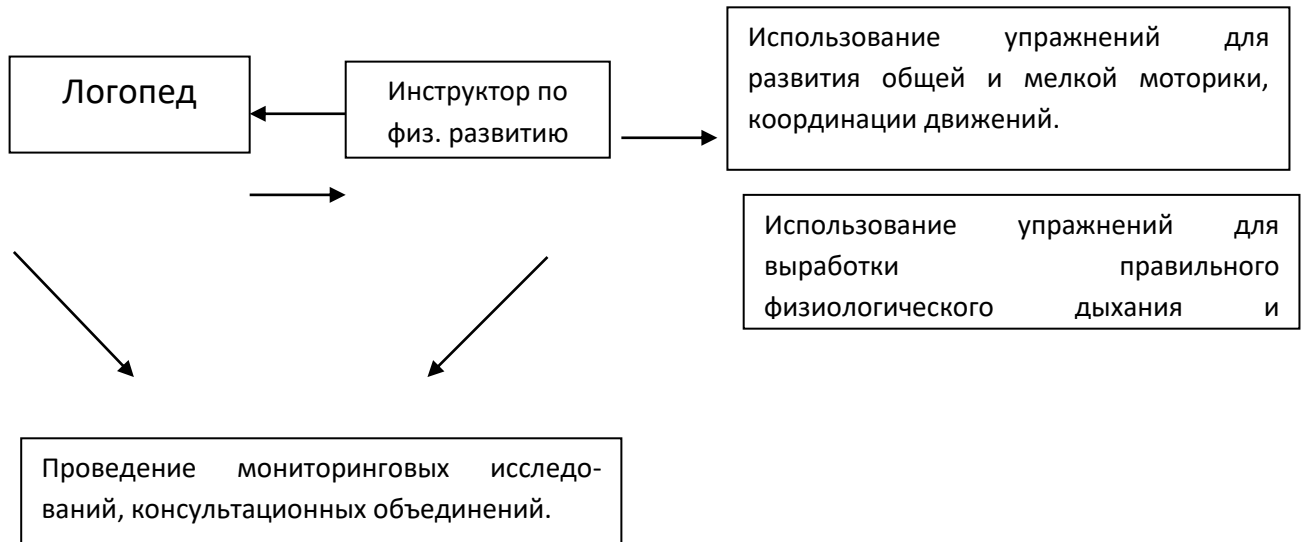 Логопед
Инструктор по
физ. развитию
Использование упражнений для
развития общей и мелкой моторики,
координации движений.
Использование упражнений для
выработки правильного
физиологического дыхания и
Проведение мониторинговых исследо-
ваний, консультационных объединений.